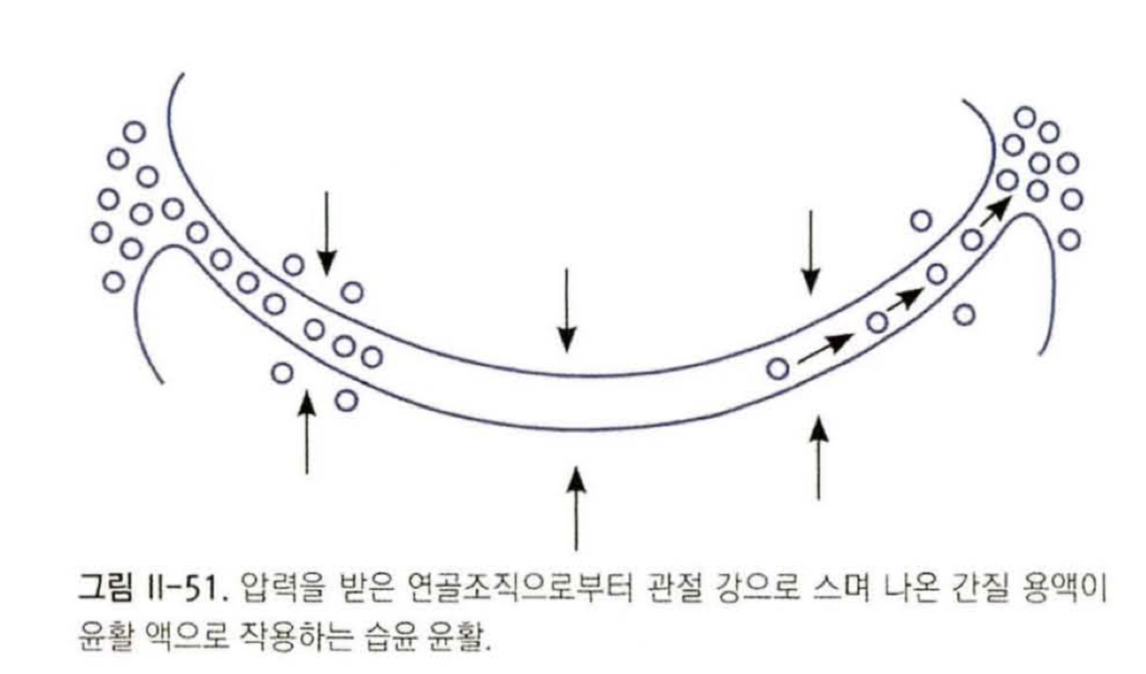 그림 II-51. 압력을 받은 연골조직으로부터 관절 강으로 스며 나온 간질 용액이
윤활 액으로 작용하는 습윤 윤활.